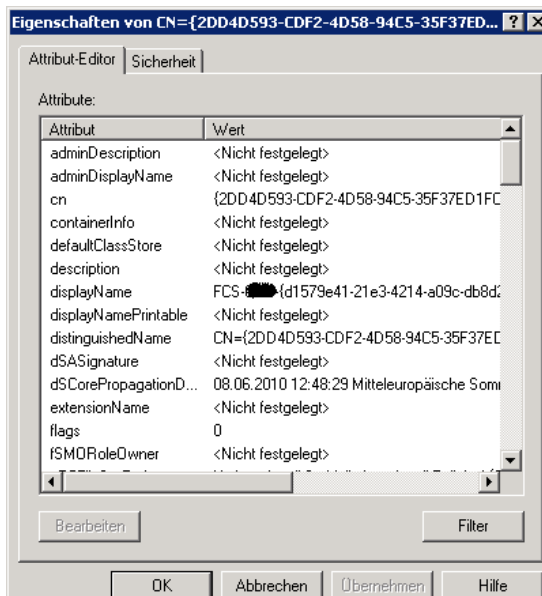 Eigenschaften von CN={2DD4D593-CDF2-4D58-94C5-35F37ED...
Attribut-Editor Sicherheit
Attribute:
Attribut Wert
adminDescription <Nicht festgelegt>
adminDisplayName <Nicht festgelegt>
cn {2DD4D593-CDF2-4D58-94C5-35F37ED1FC
containerInfo <Nicht festgelegt>
defaultClassStore <Nicht festgelegt>
description <Nicht festgelegt>
displayName FCS- {d1579e41-21e3-4214-a09c-db8d2
displayNamePrintable <Nicht festgelegt>
distinguishedName CN={2DD4D593-CDF2-4D58-94C5-35F37ED
dSASignature <Nicht festgelegt>
dSCorePropagationD... 08.06.2010 12:48:29 Mitteleuropäische Som
extensionName <Nicht festgelegt>
flags 0
fSMORoleOwner <Nicht festgelegt>
Bearbeiten Filter
OK Abbrechen Übernehmen Hilfe